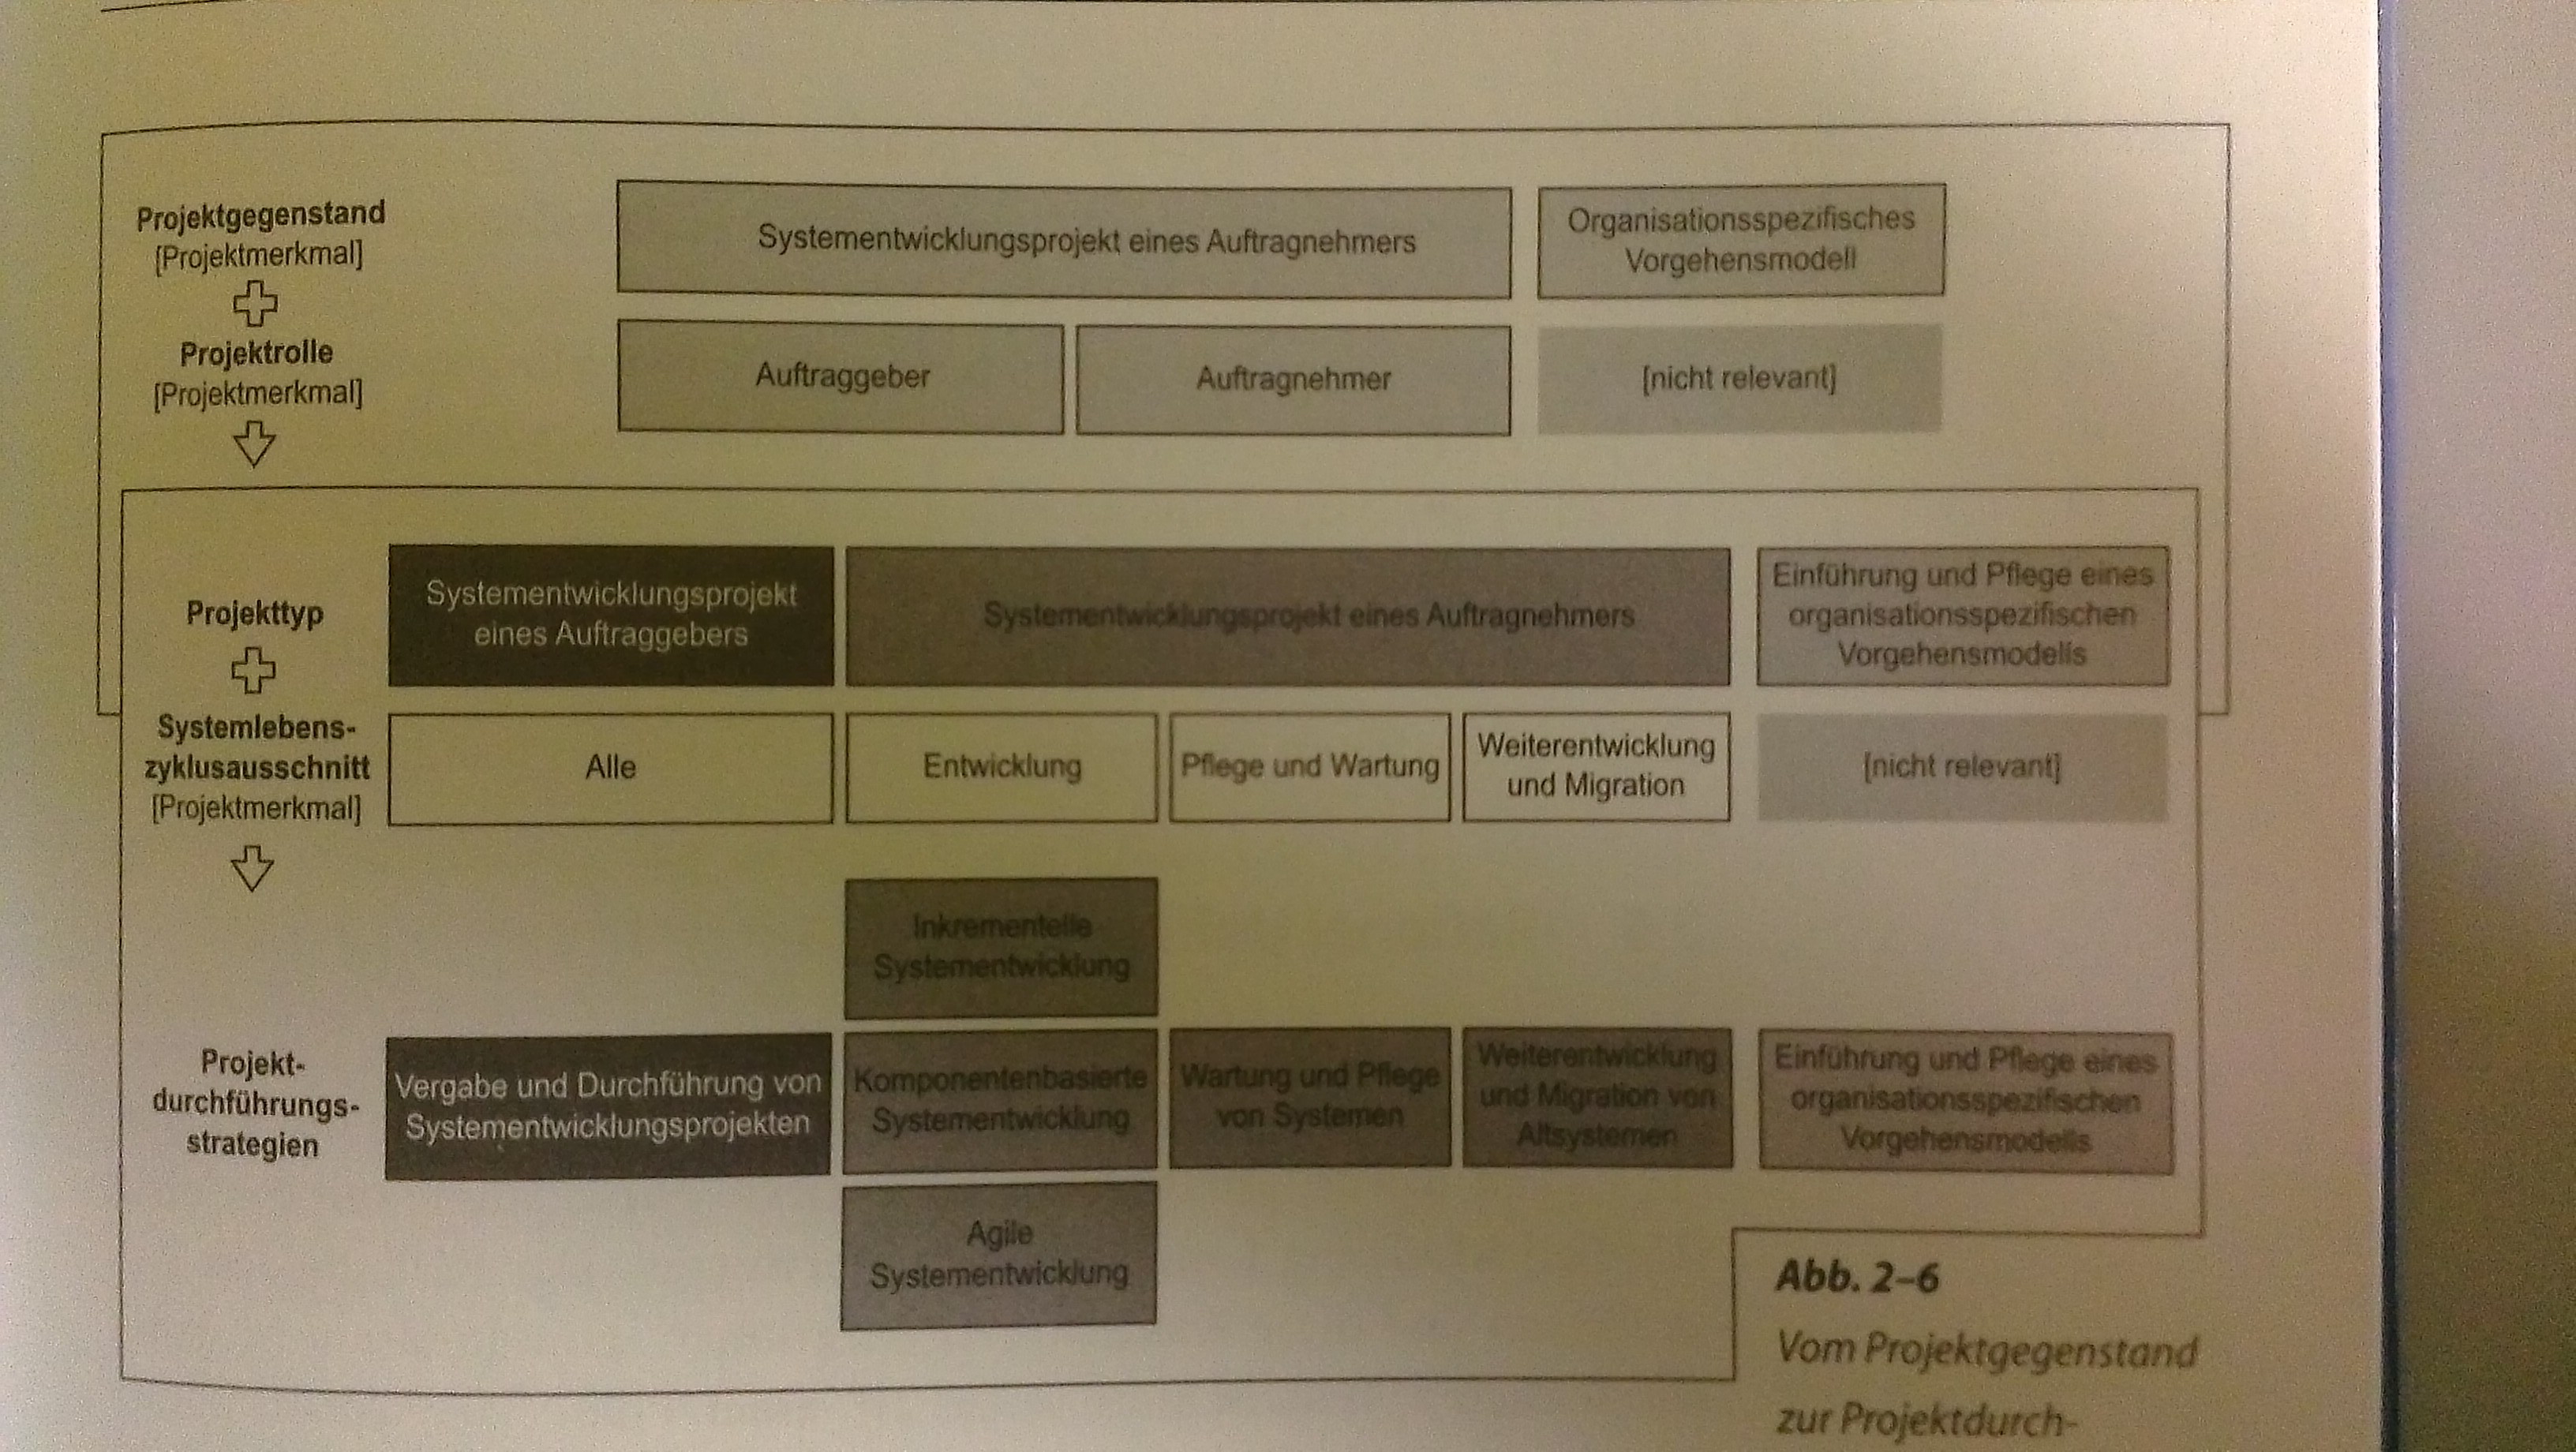 Projektgegenstand
[Projektmerkmal]
Systementwicklungsprojekt eines Auftragnehmers
Organisationsspezifisches
Vorgehensmodell
Projektrolle
[Projektmerkmal]
Auftraggeber
Auftragnehmer
[nicht relevant]
Projekttyp
Systementwicklungsprojekt
eines Auftraggebers
Systementwicklungsprojekt eines Auftragnehmers
Einführung und Pflege eines
organisationsspezifischen
Vorgehensmodells
Systemlebens-
zyklusausschnitt
[Projektmerkmal]
Alle
Entwicklung
Pflege und Wartung
Weiterentwicklung
und Migration
[nicht relevant]
Projekt-
durchführungs-
strategien
Inkrementelle
Systementwicklung
Vergabe und Durchführung von
Systementwicklungsprojekten
Komponentenbasierte
Systementwicklung
Wartung und Pflege
von Systemen
Weiterentwicklung
und Migration von
Altsystemen
Einführung und Pflege eines
organisationsspezifischen
Vorgehensmodells
Agile
Systementwicklung
Abb. 2–6
Vom Projektgegenstand
zur Projektdurch-